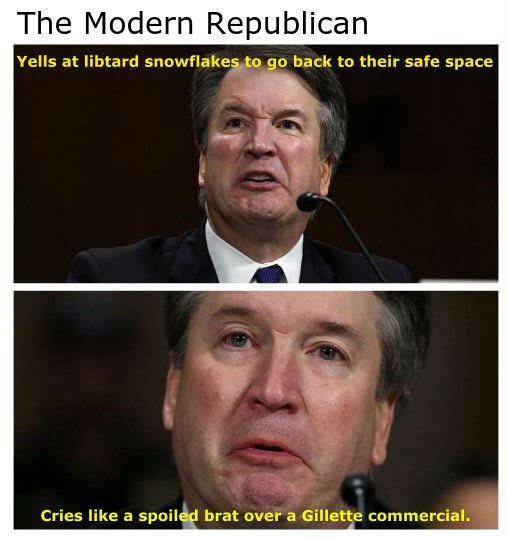 The Modern Republican
Yells at libtard snowflakes to go back to their safe space
Cries like a spoiled brat over a Gillette commercial.